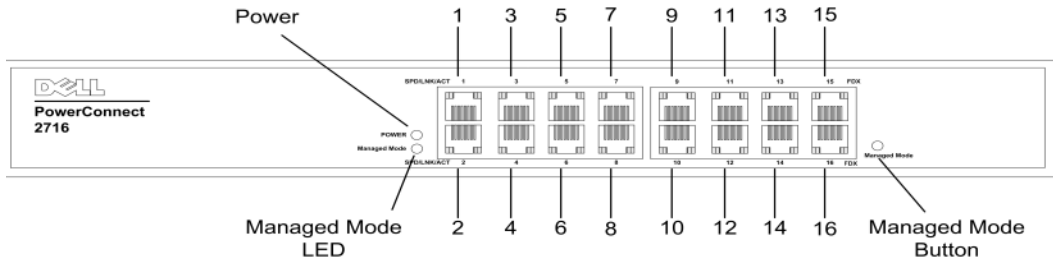 Power 1 3 5 7 9 11 13 15
DELL
PowerConnect
2716
SPD/LNK/ACT 1 3 5 7 9 11 13 15 FDX
POWER
Managed Mode
SPD/LNK/ACT 2 4 6 8 10 12 14 16 FDX
Managed Mode
Managed Mode
LED
2 4 6 8 10 12 14 16
Managed Mode
Button